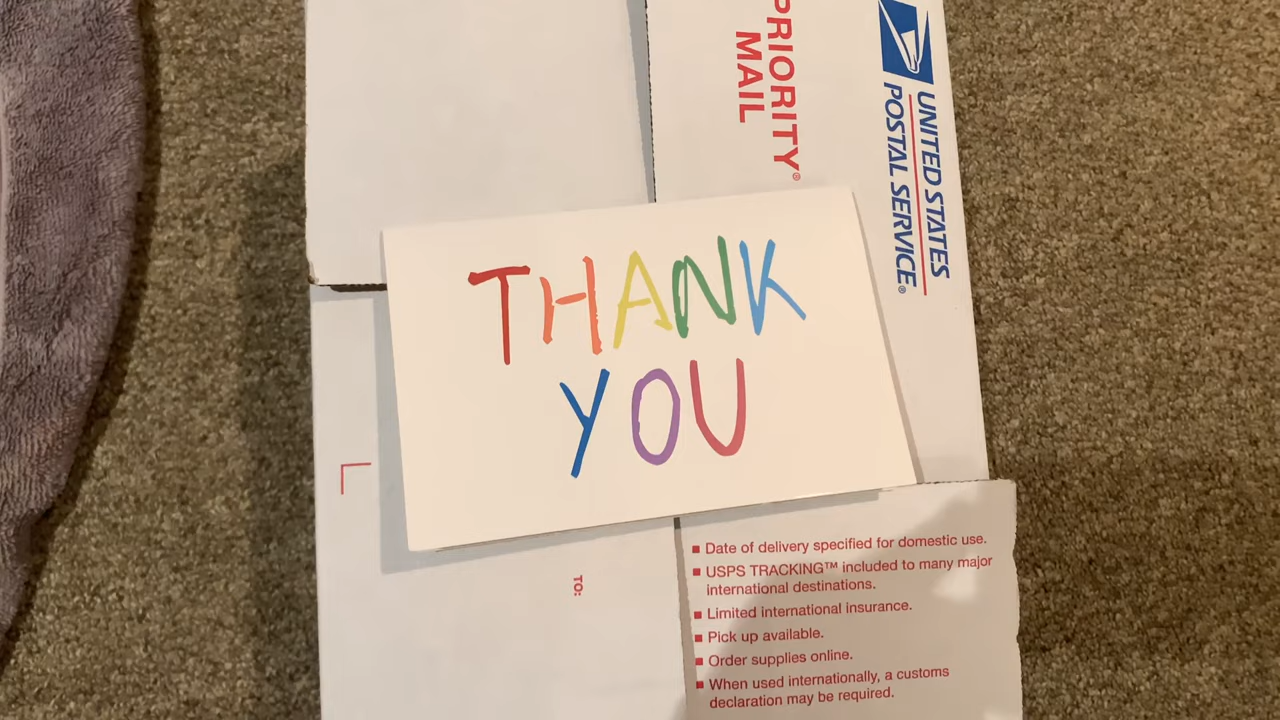 PRIORITY®
MAIL
UNITED STATES
POSTAL SERVICE®
THANK
YOU
TO:
■ Date of delivery specified for domestic use.
■ USPS TRACKING™ included to many major
international destinations.
■ Limited international insurance.
■ Pick up available.
■ Order supplies online.
■ When used internationally, a customs
declaration may be required.